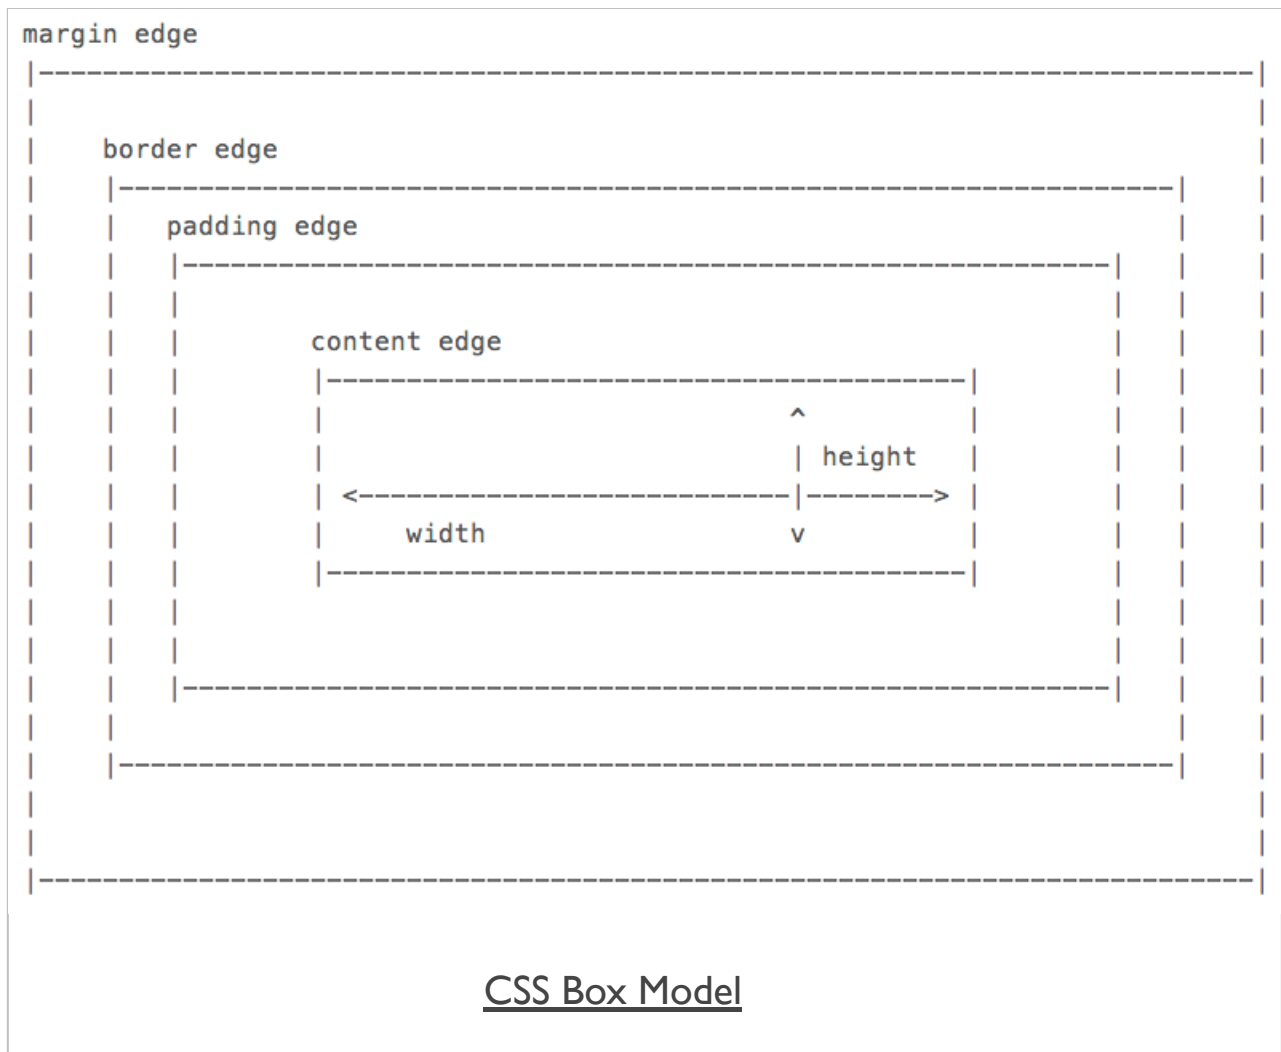 margin edge
border edge
padding edge
content edge
height
width
CSS Box Model